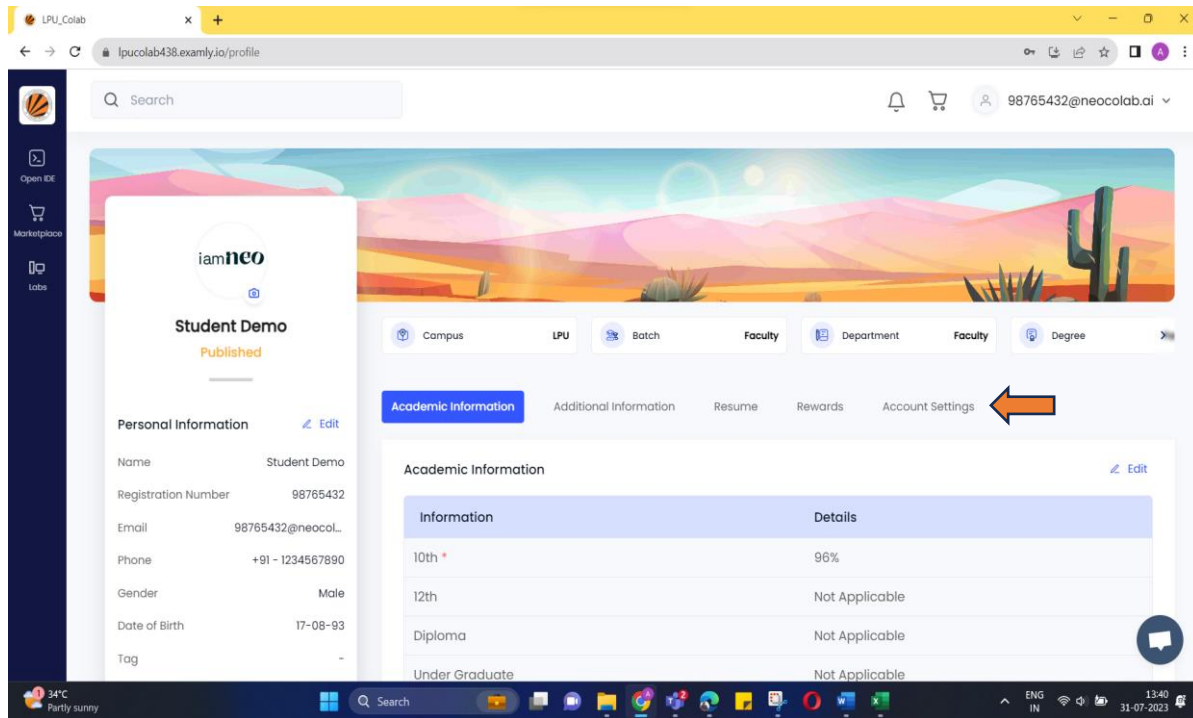 LPU_Colab
lpucolab438.examly.io/profile
A
Search
98765432@neocolab.ai
Open IDE
Marketplace
Labs
iamneo
Student Demo
Published
Campus LPU
Batch Faculty
Department Faculty
Degree
Academic Information Additional Information Resume Rewards Account Settings
Personal Information Edit
Name Student Demo
Registration Number 98765432
Email 98765432@neocol...
Phone +91 - 1234567890
Gender Male
Date of Birth 17-08-93
Tag -
Academic Information Edit
Information Details
10th * 96%
12th Not Applicable
Diploma Not Applicable
Under Graduate Not Applicable
1
34°C
Partly sunny
Search
ENG
IN
13:40
31-07-2023